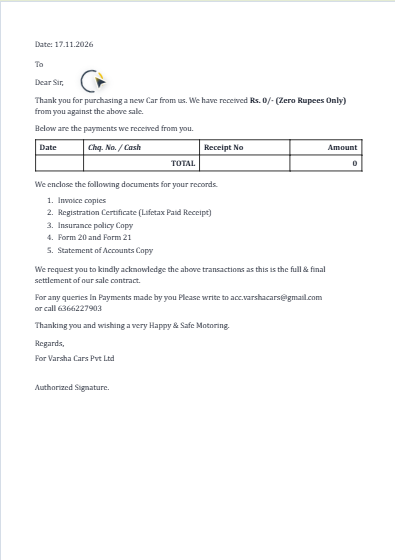 Date: 17.11.2026
To
Dear Sir,
Thank you for purchasing a new Car from us. We have received Rs. 0/- (Zero Rupees Only)
from you against the above sale.
Below are the payments we received from you.
Date Chq. No. / Cash Receipt No Amount
TOTAL 0
We enclose the following documents for your records.
1. Invoice copies
2. Registration Certificate (Lifetax Paid Receipt)
3. Insurance policy Copy
4. Form 20 and Form 21
5. Statement of Accounts Copy
We request you to kindly acknowledge the above transactions as this is the full & final
settlement of our sale contract.
For any queries In Payments made by you Please write to acc.varshacars@gmail.com
or call 6366227903
Thanking you and wishing a very Happy & Safe Motoring.
Regards,
For Varsha Cars Pvt Ltd
Authorized Signature.